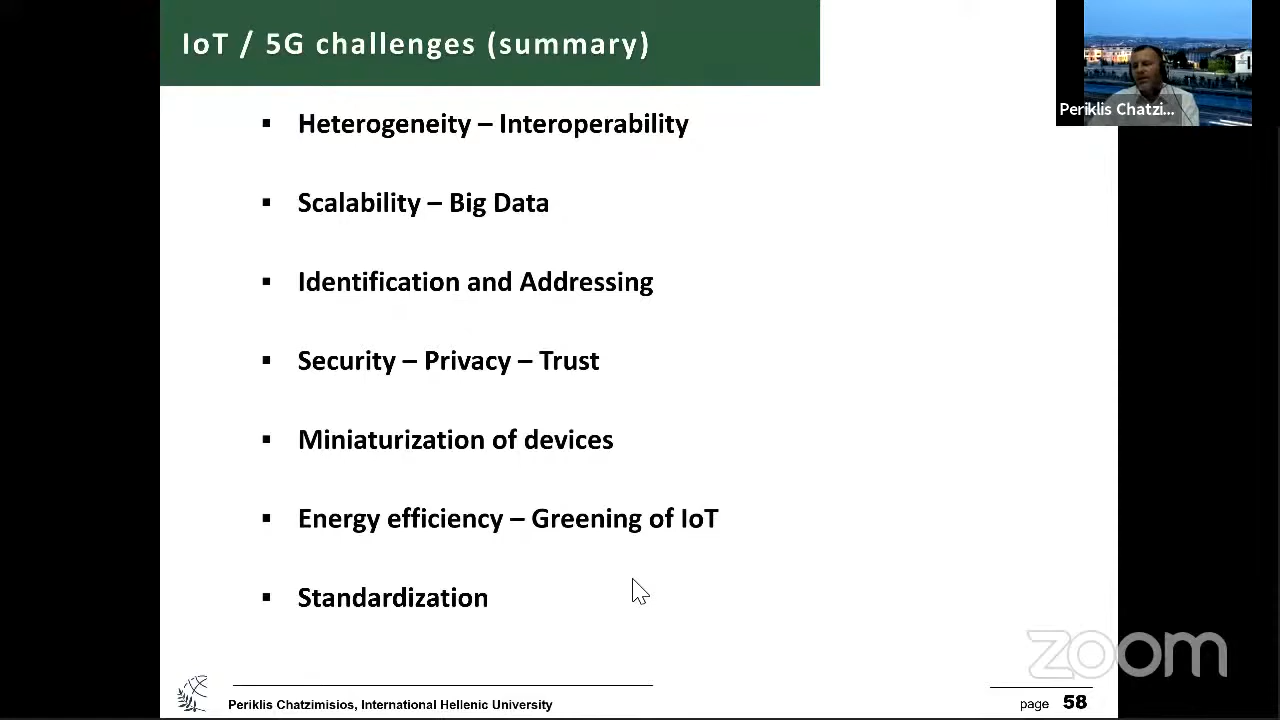 IoT / 5G challenges (summary)
Periklis Chatzi...
▪ Heterogeneity – Interoperability
▪ Scalability – Big Data
▪ Identification and Addressing
▪ Security – Privacy – Trust
▪ Miniaturization of devices
▪ Energy efficiency – Greening of IoT
▪ Standardization
zoom
Periklis Chatzimisios, International Hellenic University
page 58